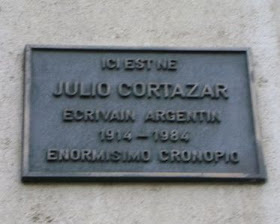 ICI EST NE
JULIO CORTAZAR
ECRIVAIN ARGENTIN
1914-1984
ENORMISIMO CRONOPIO